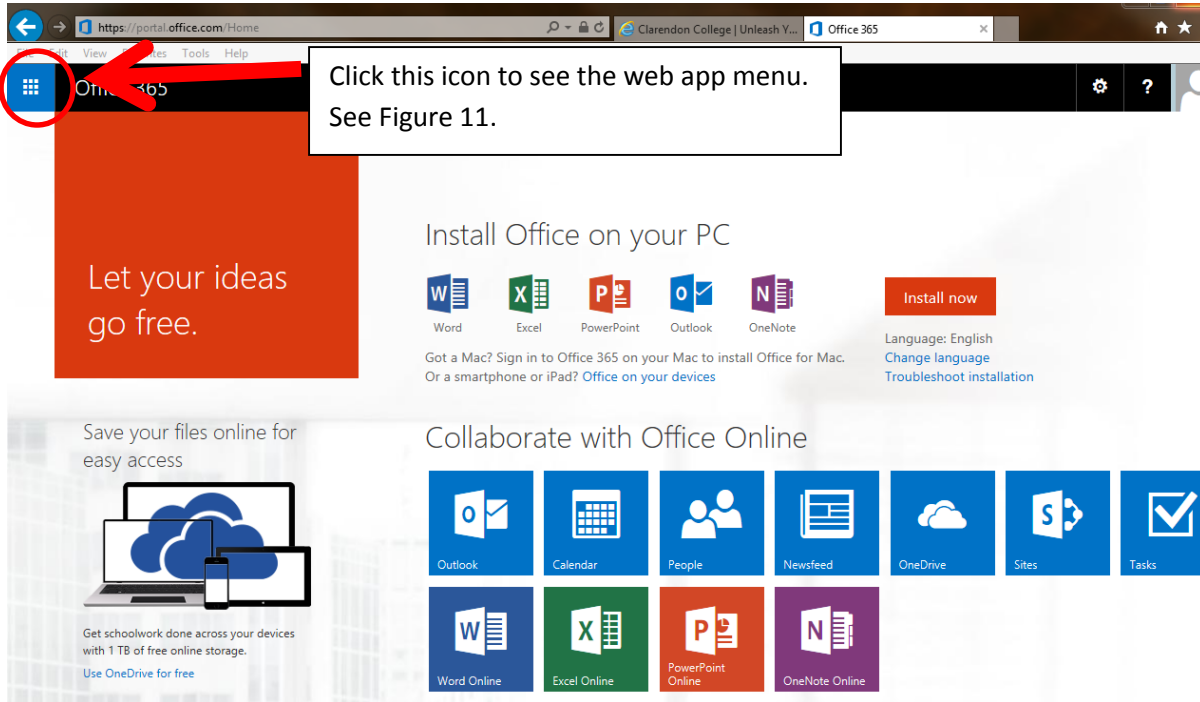 https://portal.office.com/Home
Clarendon College | Unleash Y...
Office 365
View
Tools
Help
Click this icon to see the web app menu.
See Figure 11.
?
Let your ideas
go free.
Install Office on your PC
Word
Excel
PowerPoint
Outlook
OneNote
Install now
Got a Mac? Sign in to Office 365 on your Mac to install Office for Mac.
Or a smartphone or iPad? Office on your devices
Language: English
Change language
Troubleshoot installation
Save your files online for
easy access
Get schoolwork done across your devices
with 1 TB of free online storage.
Use OneDrive for free
Collaborate with Office Online
Outlook
Calendar
People
Newsfeed
OneDrive
Sites
Tasks
Word Online
Excel Online
PowerPoint
Online
OneNote Online